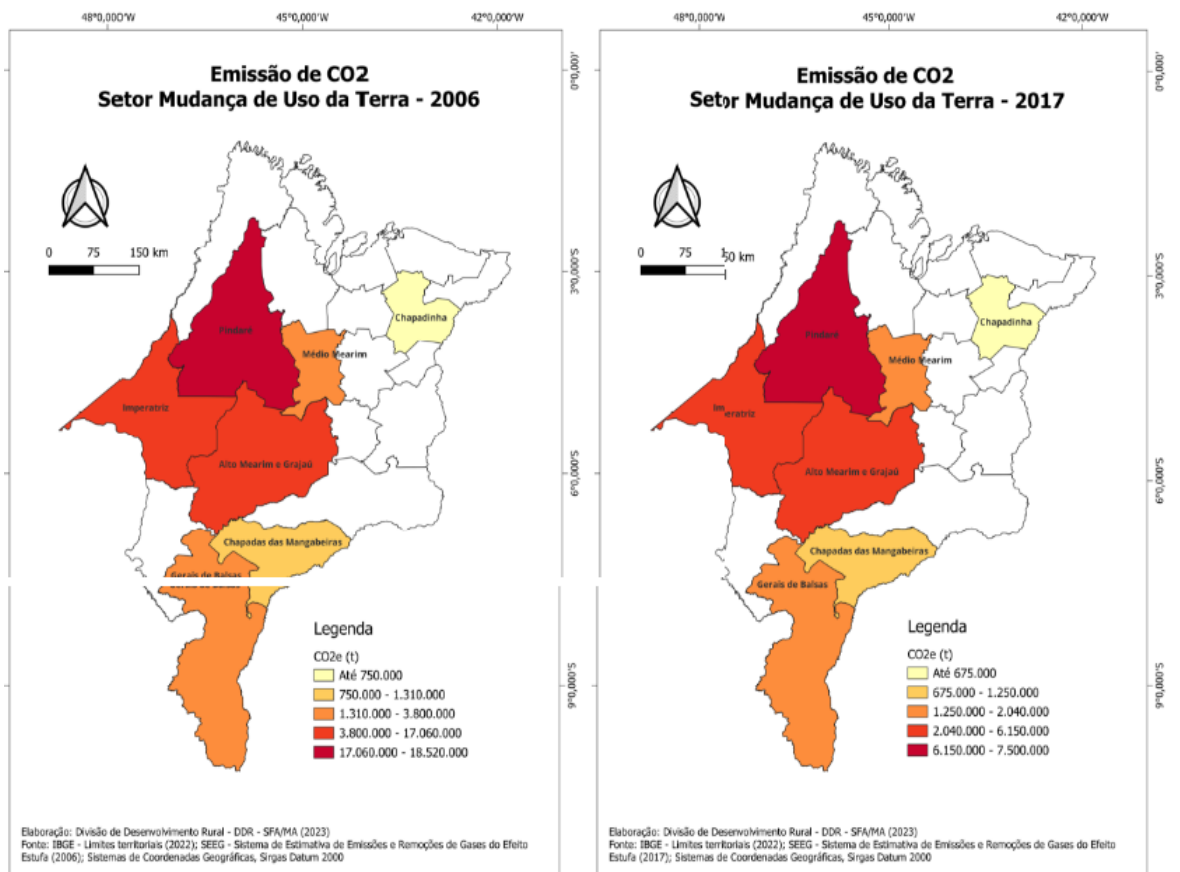 48°0,000'W 45°0,000'W 42°0,000'W
0°0,000'
3°0,000'S
6°0,000'S
9°0,000'S
Emissão de CO2
Setor Mudança de Uso da Terra - 2006
0 75 150 km
Pindaré
Chapadinha
Médio Mearim
Imperatriz
Alto Mearim e Grajaú
Chapadas das Mangabeiras
Gerais de Balsas
Legenda
CO2e (t)
Até 750.000
750.000 - 1.310.000
1.310.000 - 3.800.000
3.800.000 - 17.060.000
17.060.000 - 18.520.000
Elaboração: Divisão de Desenvolvimento Rural - DDR - SFA/MA (2023)
Fonte: IBGE - Limites territoriais (2022); SEEG - Sistema de Estimativa de Emissões e Remoções de Gases do Efeito
Estufa (2006); Sistemas de Coordenadas Geográficas, Sirgas Datum 2000
48°0,000'W 45°0,000'W 42°0,000'W
0°0,000'
3°0,000'S
6°0,000'S
9°0,000'S
Emissão de CO2
Setor Mudança de Uso da Terra - 2017
0 75 150 km
Pindaré
Chapadinha
Médio Mearim
Imperatriz
Alto Mearim e Grajaú
Chapadas das Mangabeiras
Gerais de Balsas
Legenda
CO2e (t)
Até 675.000
675.000 - 1.250.000
1.250.000 - 2.040.000
2.040.000 - 6.150.000
6.150.000 - 7.500.000
Elaboração: Divisão de Desenvolvimento Rural - DDR - SFA/MA (2023)
Fonte: IBGE - Limites territoriais (2022); SEEG - Sistema de Estimativa de Emissões e Remoções de Gases do Efeito
Estufa (2017); Sistemas de Coordenadas Geográficas, Sirgas Datum 2000